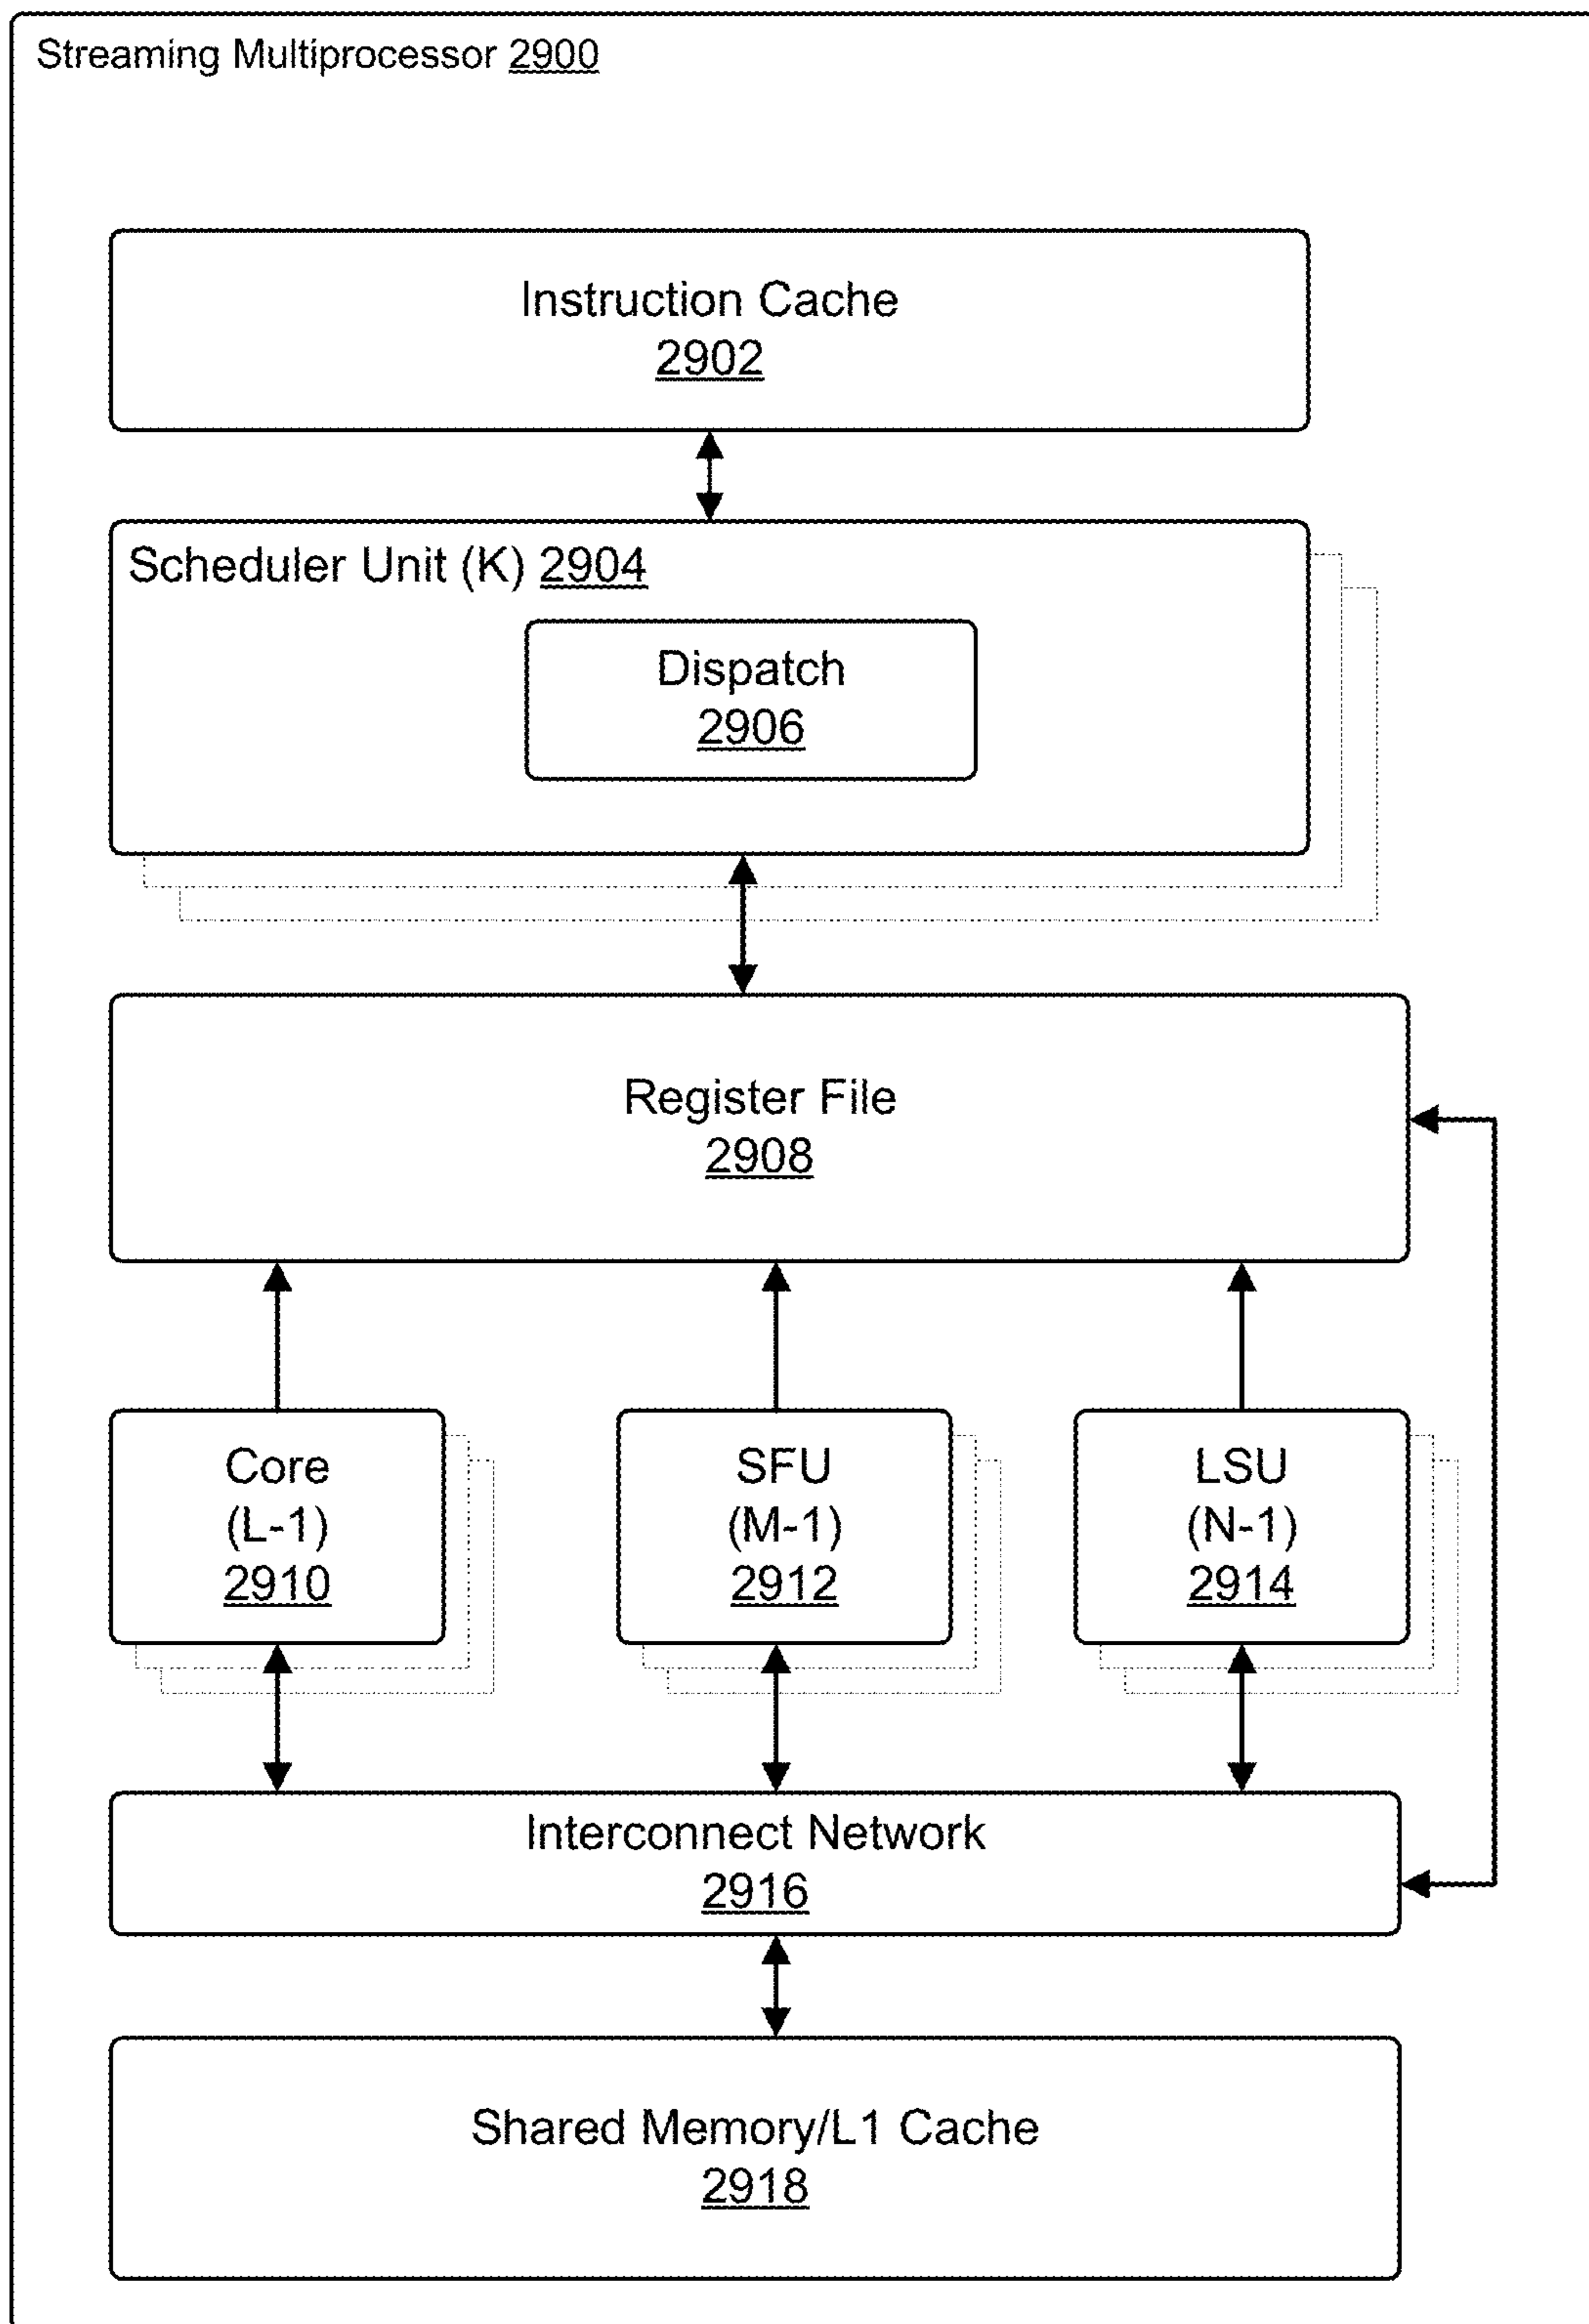 Streaming Multiprocessor 2900
Instruction Cache
2902
Scheduler Unit (K) 2904
Dispatch
2906
Register File
2908
Core
(L-1)
2910
SFU
(M-1)
2912
LSU
(N-1)
2914
Interconnect Network
2916
Shared Memory/L1 Cache
2918